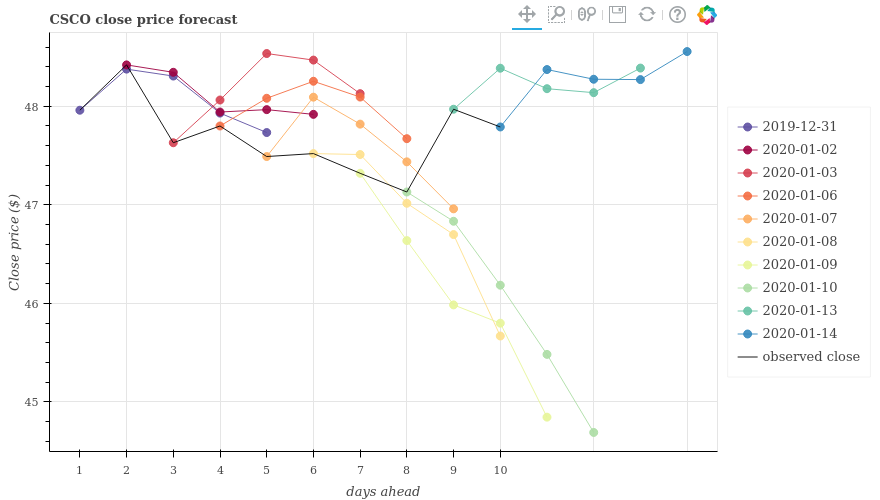 CSCO close price forecast
Close price ($)
48
47
46
45
1 2 3 4 5 6 7 8 9 10
days ahead
2019-12-31
2020-01-02
2020-01-03
2020-01-06
2020-01-07
2020-01-08
2020-01-09
2020-01-10
2020-01-13
2020-01-14
observed close